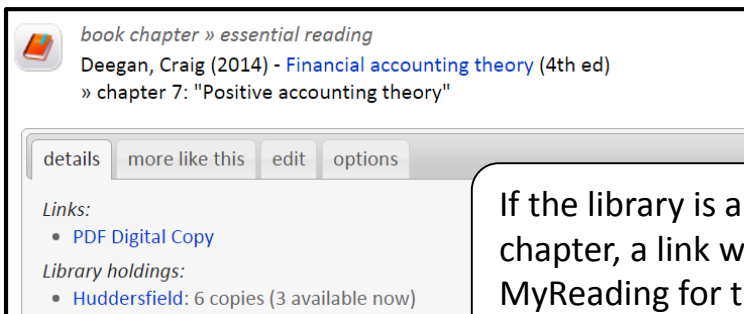 book chapter » essential reading
Deegan, Craig (2014) - Financial accounting theory (4th ed)
» chapter 7: "Positive accounting theory"
details more like this edit options
Links:
• PDF Digital Copy
Library holdings:
• Huddersfield: 6 copies (3 available now)
If the library is a
chapter, a link w
MyReading for t